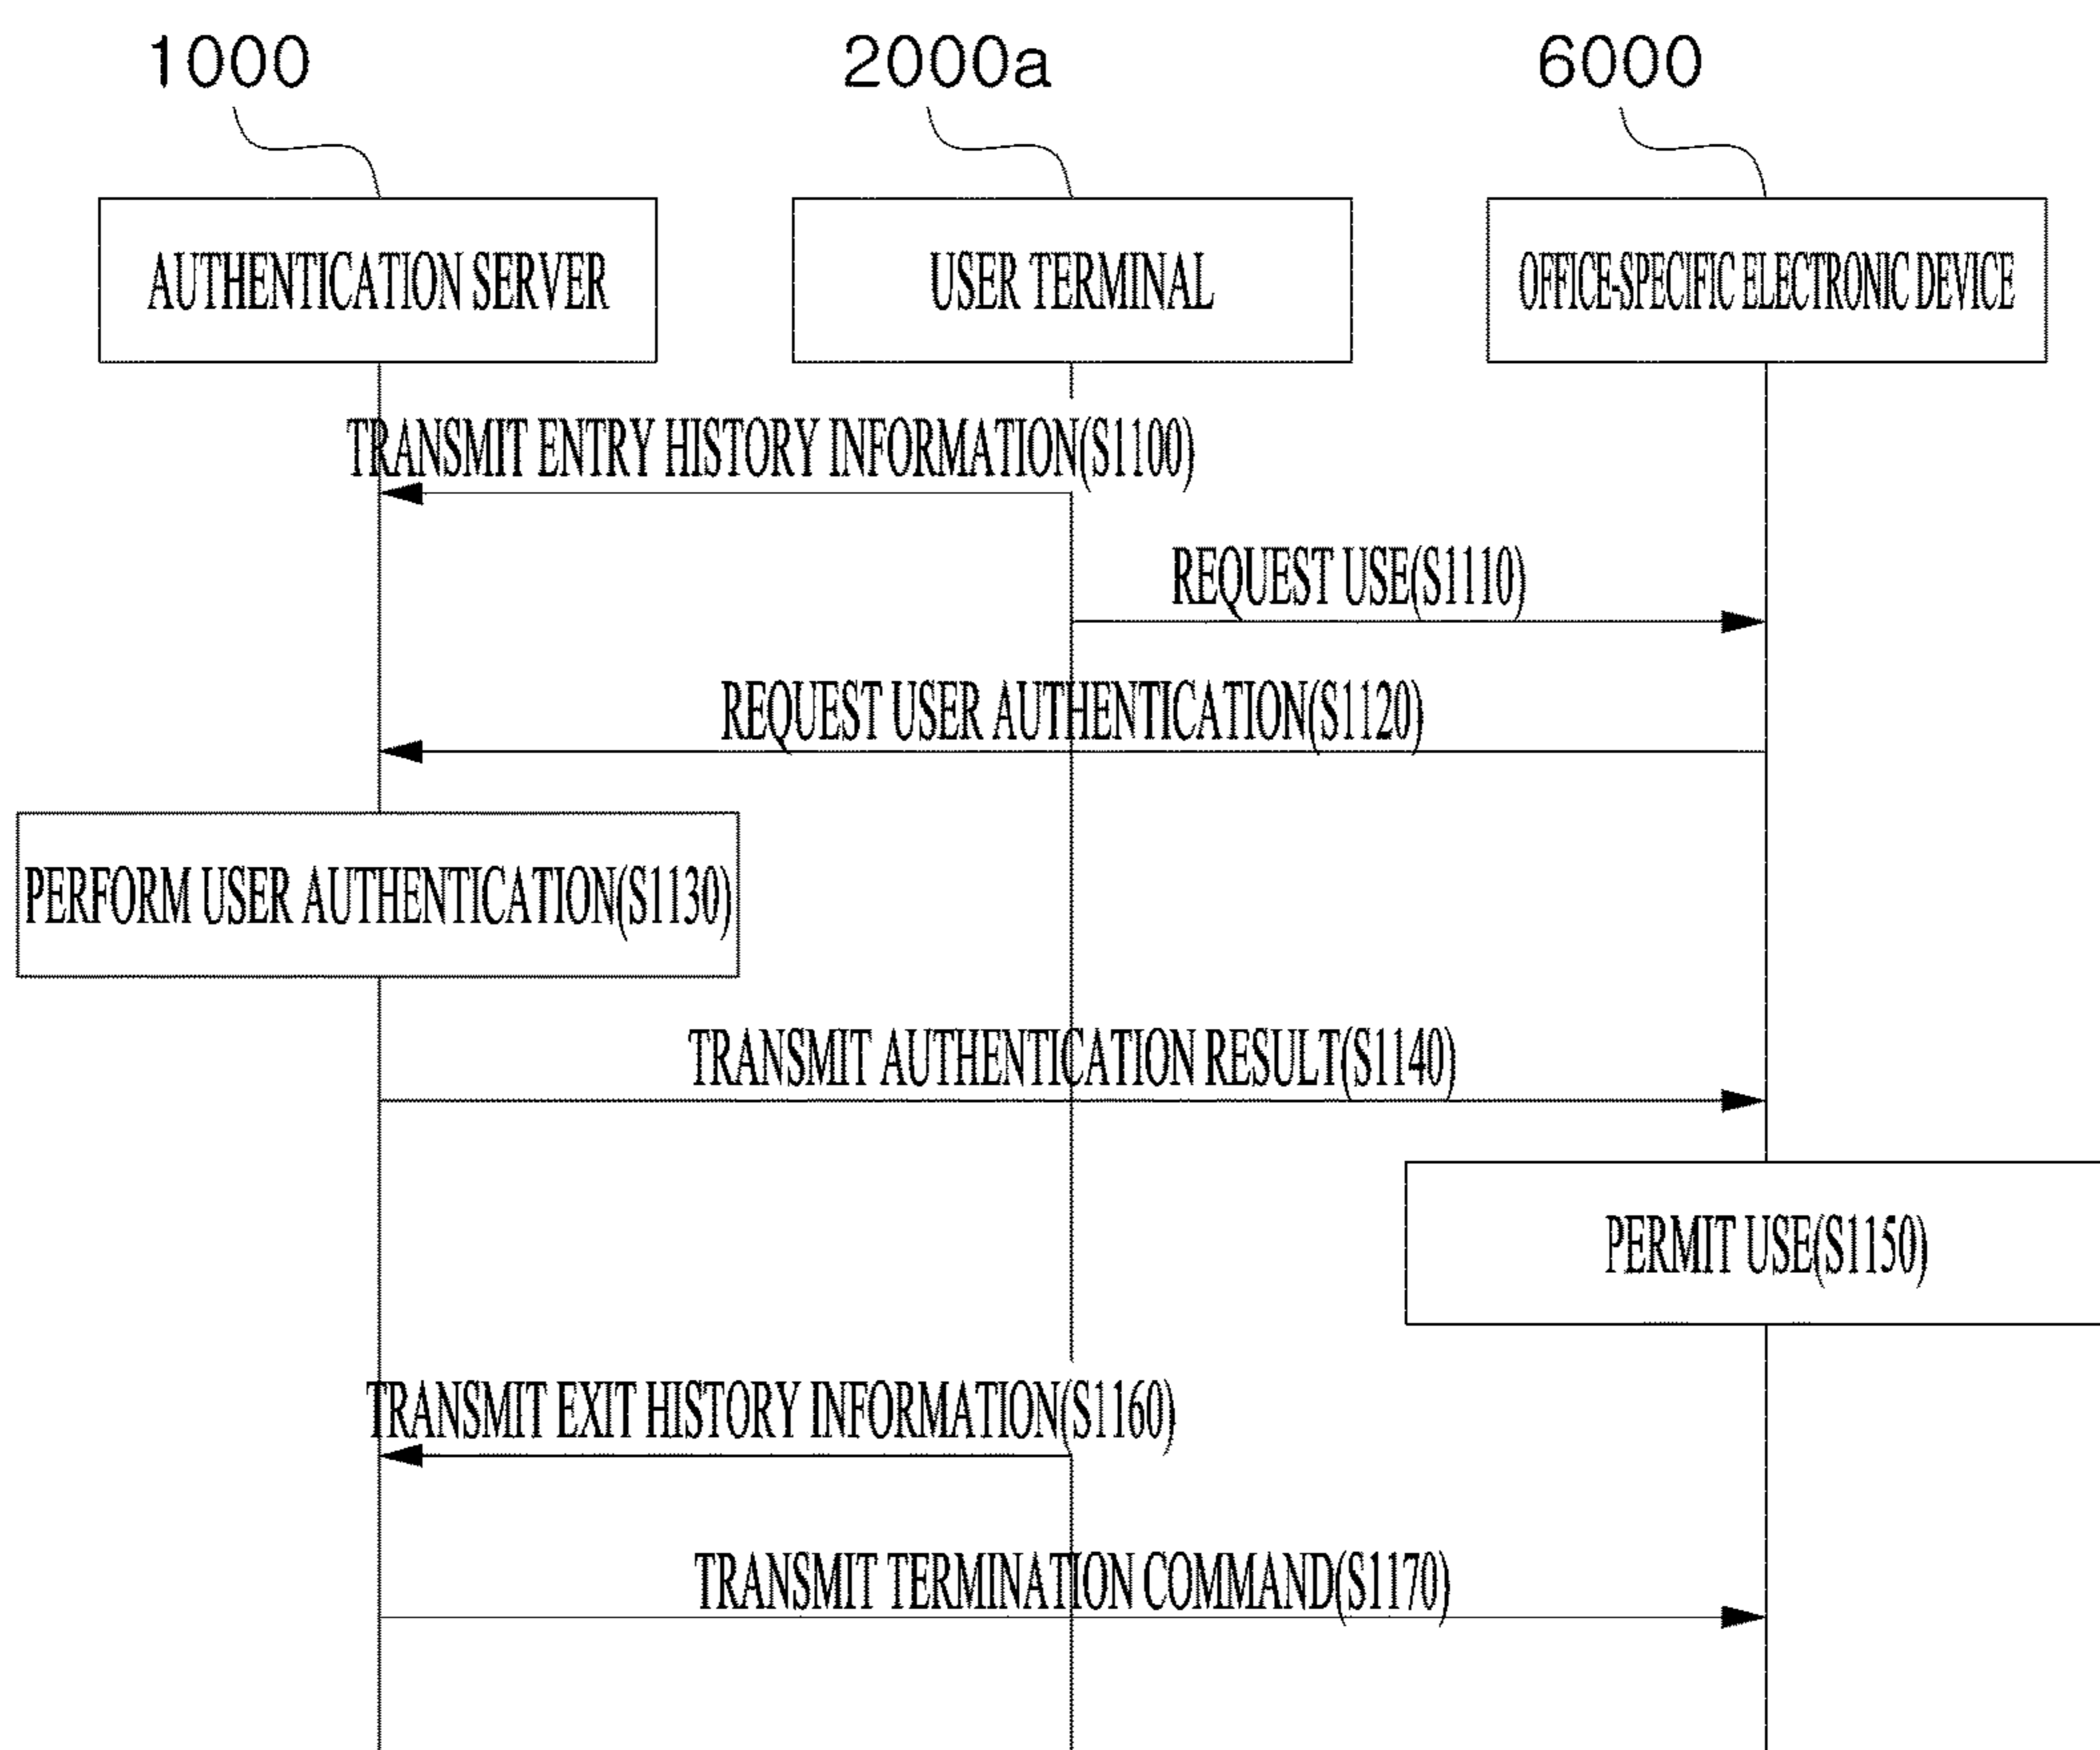 1000
2000a
6000
AUTHENTICATION SERVER
USER TERMINAL
OFFICE-SPECIFIC ELECTRONIC DEVICE
TRANSMIT ENTRY HISTORY INFORMATION(S1100)
REQUEST USE(S1110)
REQUEST USER AUTHENTICATION(S1120)
PERFORM USER AUTHENTICATION(S1130)
TRANSMIT AUTHENTICATION RESULT(S1140)
PERMIT USE(S1150)
TRANSMIT EXIT HISTORY INFORMATION(S1160)
TRANSMIT TERMINATION COMMAND(S1170)